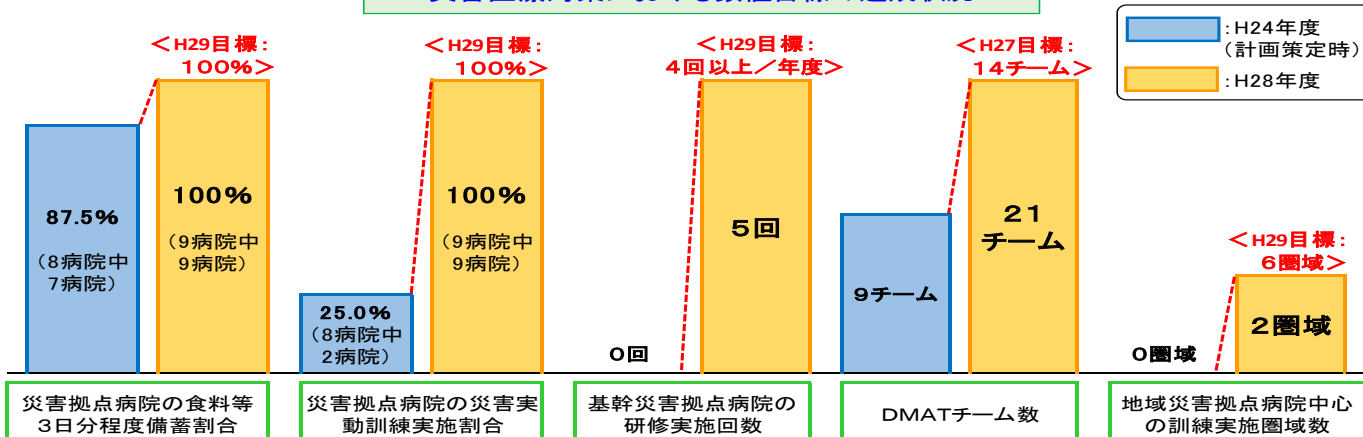 :H24年度
(計画策定時)
:H28年度
<H29目標:
100%>
<H29目標:
100%>
<H29目標:
4回以上/年度>
<H27目標:
14チーム>
<H29目標:
6圏域>
87.5%
(8病院中
7病院)
100%
(9病院中
9病院)
25.0%
(8病院中
2病院)
100%
(9病院中
9病院)
0回
5回
9チーム
21
チーム
0圏域
2圏域
災害拠点病院の食料等
3日分程度備蓄割合
災害拠点病院の災害実
動訓練実施割合
基幹災害拠点病院の
研修実施回数
DMATチーム数
地域災害拠点病院中心
の訓練実施圏域数